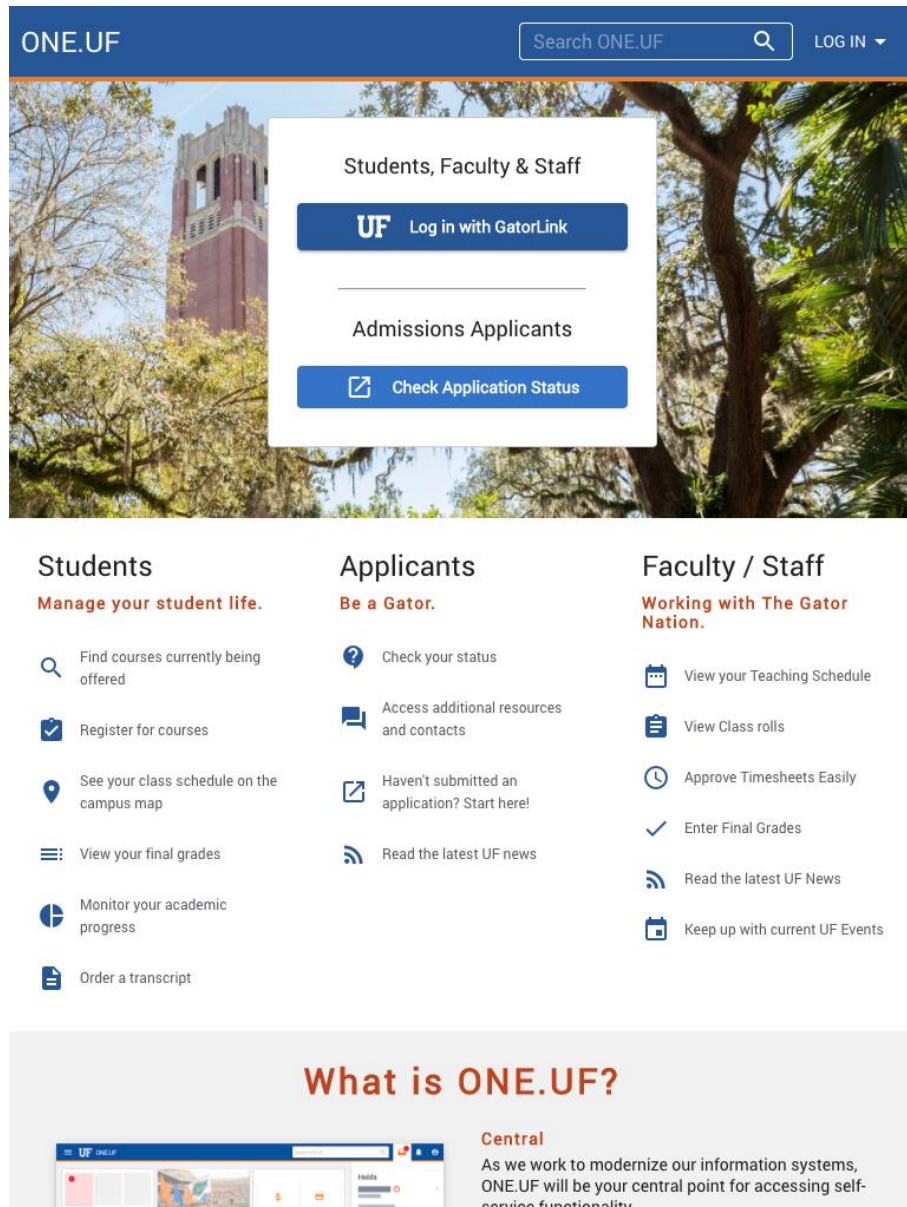 ONE.UF
Search ONE.UF
LOG IN
Students, Faculty & Staff
UF Log in with GatorLink
Admissions Applicants
Check Application Status
Students
Manage your student life.
Find courses currently being
offered
Register for courses
See your class schedule on the
campus map
View your final grades
Monitor your academic
progress
Order a transcript
Applicants
Be a Gator.
Check your status
Access additional resources
and contacts
Haven't submitted an
application? Start here!
Read the latest UF news
Faculty / Staff
Working with The Gator
Nation.
View your Teaching Schedule
View Class rolls
Approve Timesheets Easily
Enter Final Grades
Read the latest UF News
Keep up with current UF Events
What is ONE.UF?
UF ONE.UF
Holds
$
Central
As we work to modernize our information systems,
ONE.UF will be your central point for accessing self-
service functionality